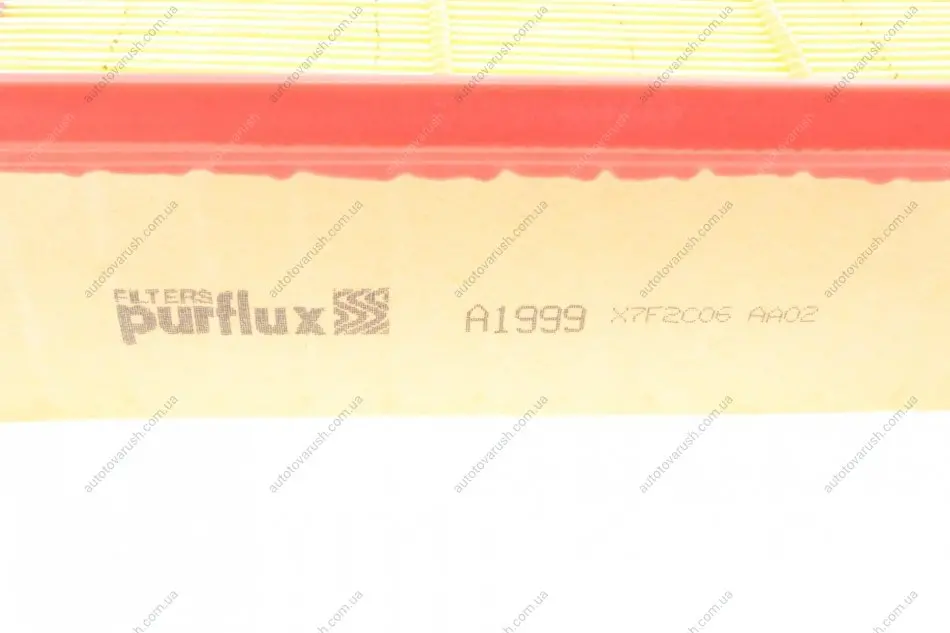 FILTERS
purflux
A1999 X7F2C06 AA02
autotovarush.com.ua